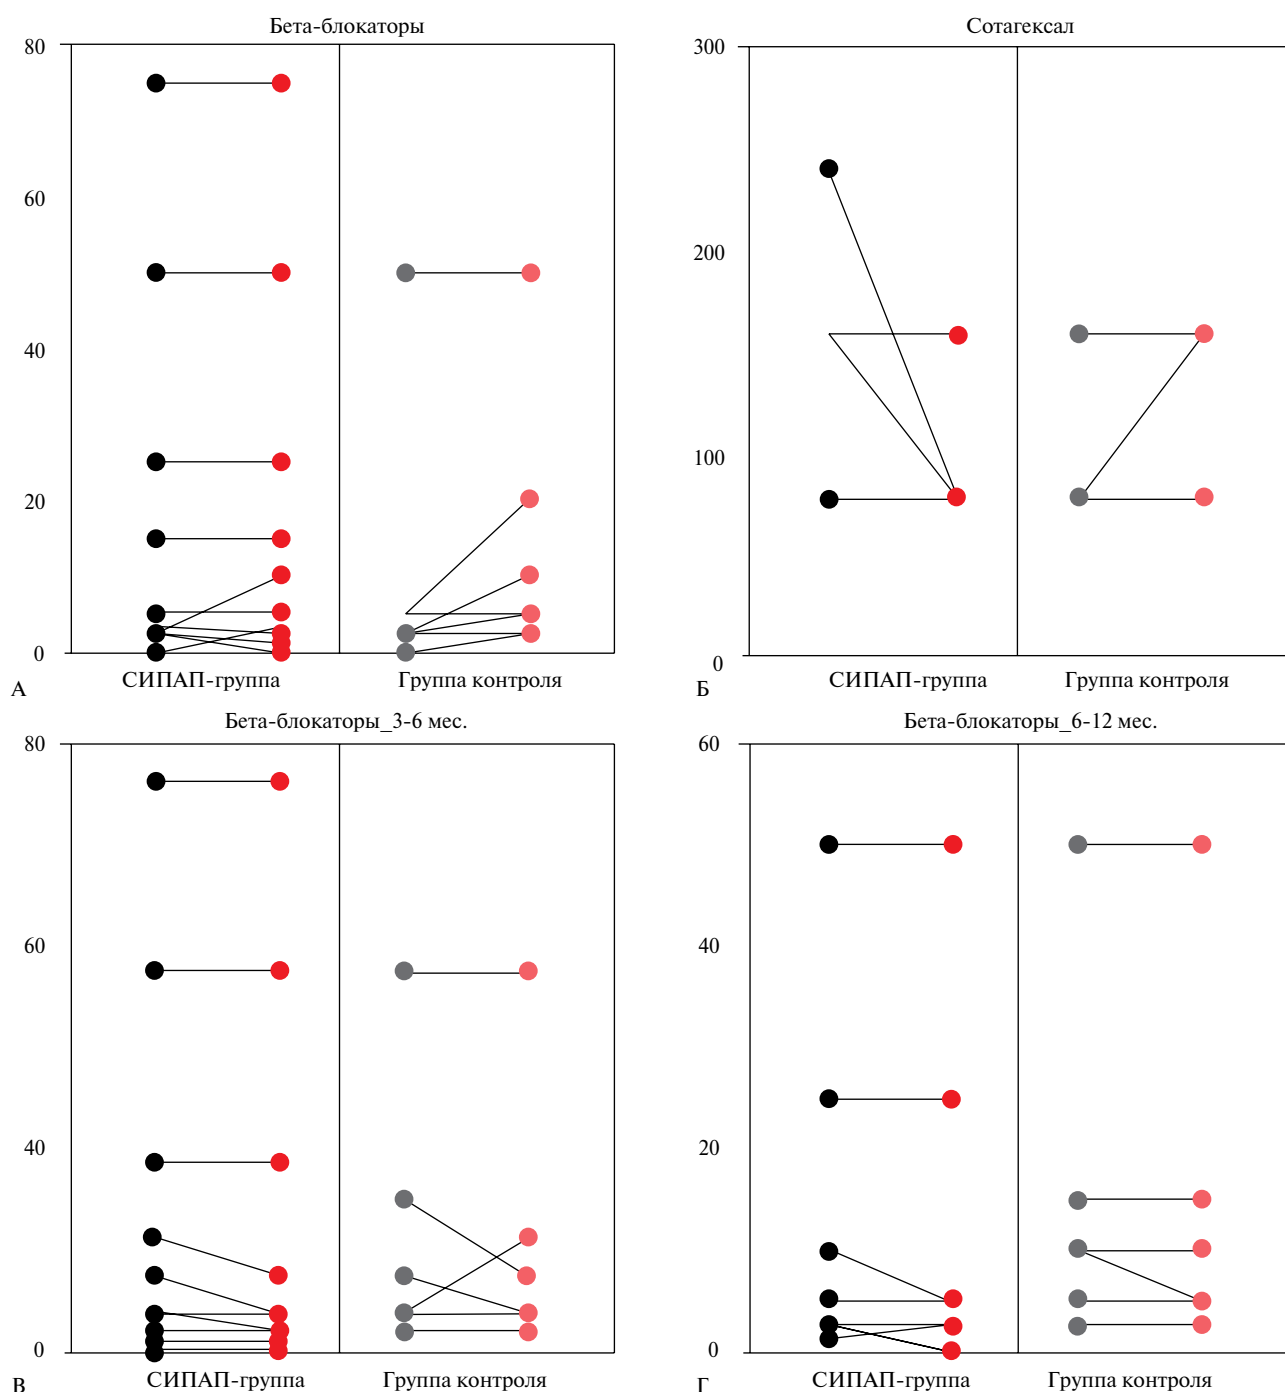 Бета-блокаторы
80
60
40
20
0
СИПАП-группа Группа контроля
А
Сотагексал
300
200
100
0
СИПАП-группа Группа контроля
Б
Бета-блокаторы_3-6 мес.
80
60
40
0
СИПАП-группа Группа контроля
В
Бета-блокаторы_6-12 мес.
60
40
20
0
СИПАП-группа Группа контроля
Г